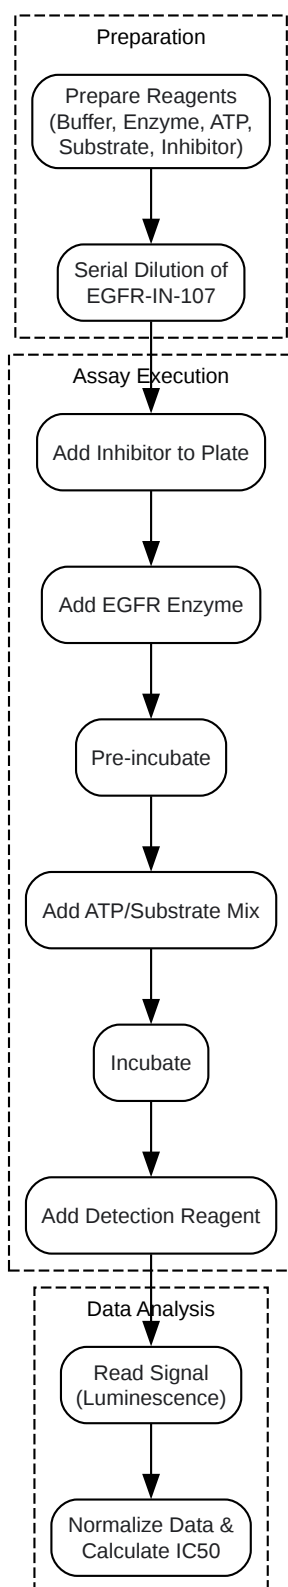 Preparation
Prepare Reagents
(Buffer, Enzyme, ATP,
Substrate, Inhibitor)
Serial Dilution of
EGFR-IN-107
Assay Execution
Add Inhibitor to Plate
Add EGFR Enzyme
Pre-incubate
Add ATP/Substrate Mix
Incubate
Add Detection Reagent
Data Analysis
Read Signal
(Luminescence)
Normalize Data &
Calculate IC50